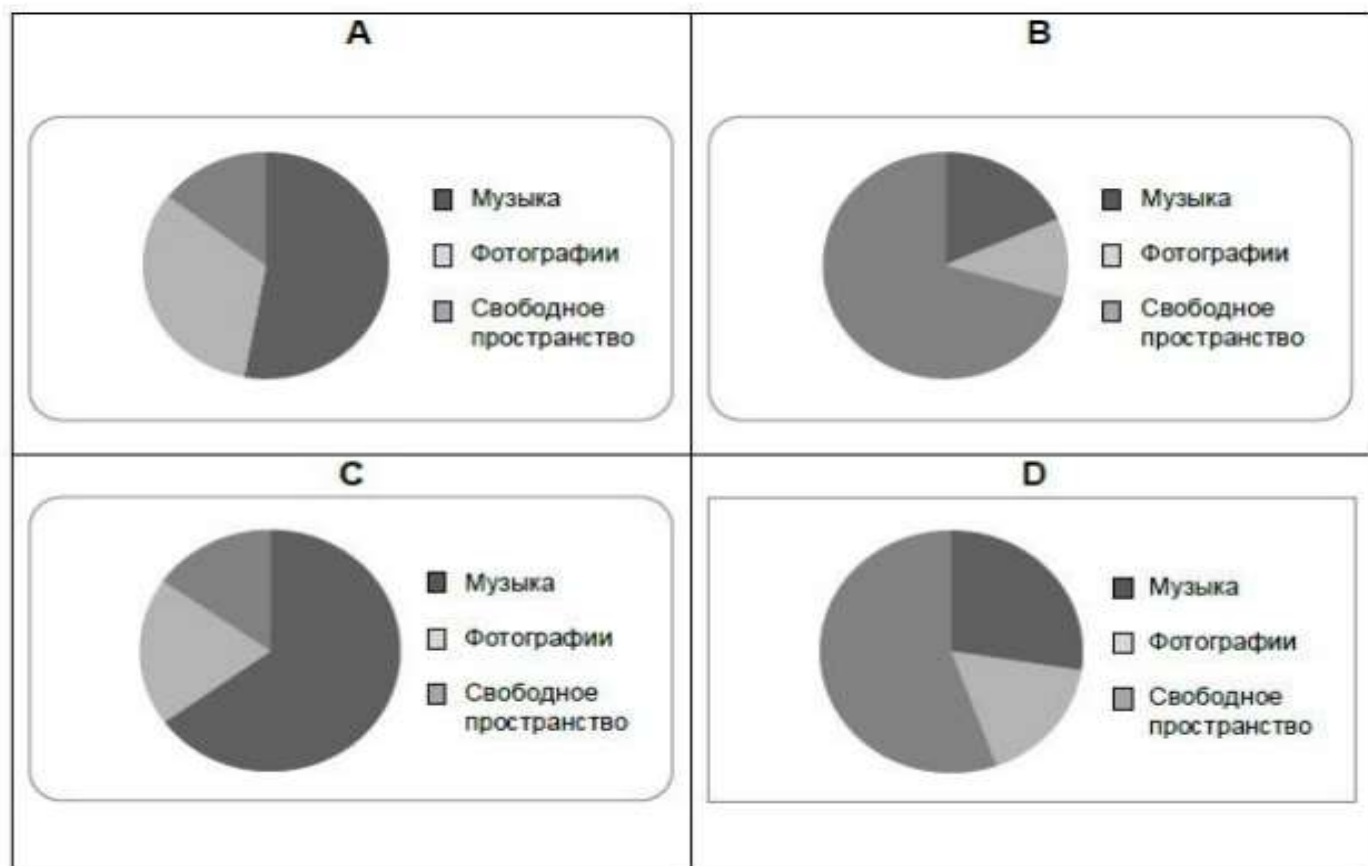 A
Музыка
Фотографии
Свободное
пространство
B
Музыка
Фотографии
Свободное
пространство
C
Музыка
Фотографии
Свободное
пространство
D
Музыка
Фотографии
Свободное
пространство